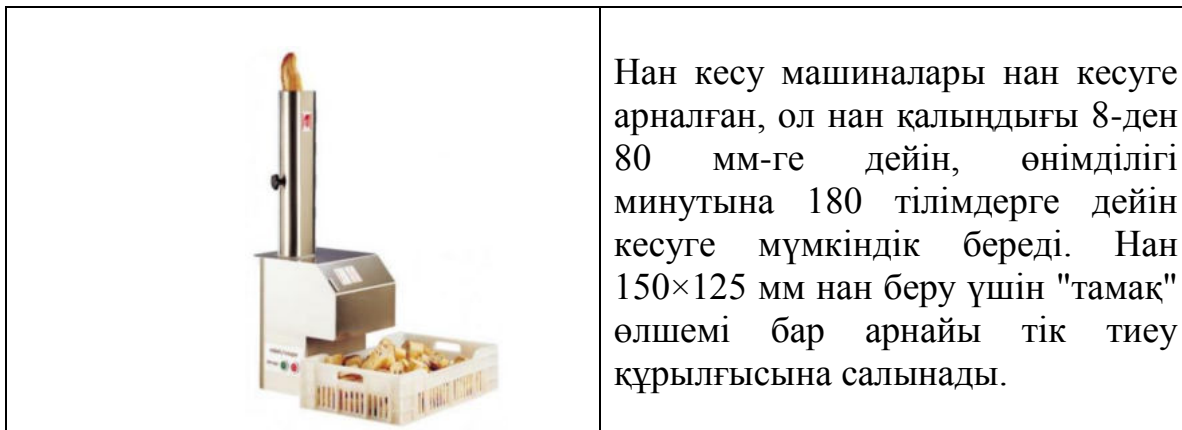 Нан кесу машиналары нан кесуге
арналған, ол нан қалыңдығы 8-ден
80 мм-ге дейін, өнімділігі
минутына 180 тілімдерге дейін
кесуге мүмкіндік береді. Нан
150×125 мм нан беру үшін "тамақ"
өлшемі бар арнайы тік тиеу
құрылғысына салынады.